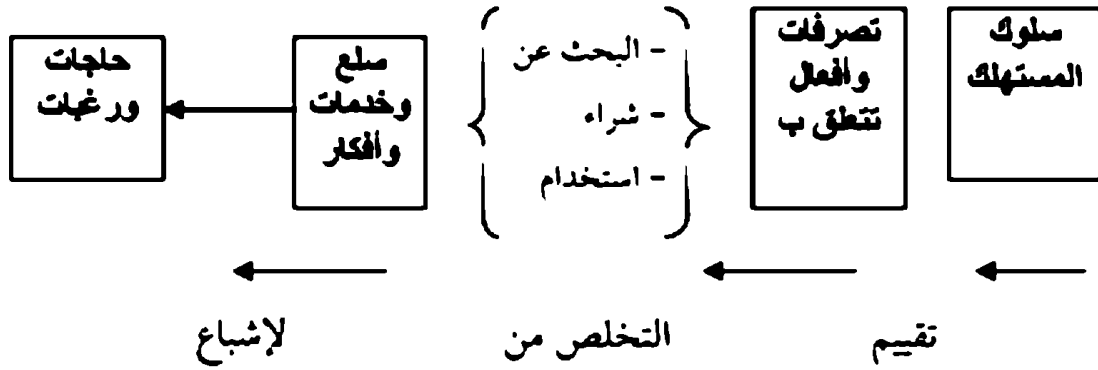 سلوك
المستهلك
تصرفات
وأفعال
تتعلق ب
- البحث عن
- شراء
- استخدام
سلع
وخدمات
وأفكار
حاجات
ورغبات
تقييم
التخلص من
لإشباع